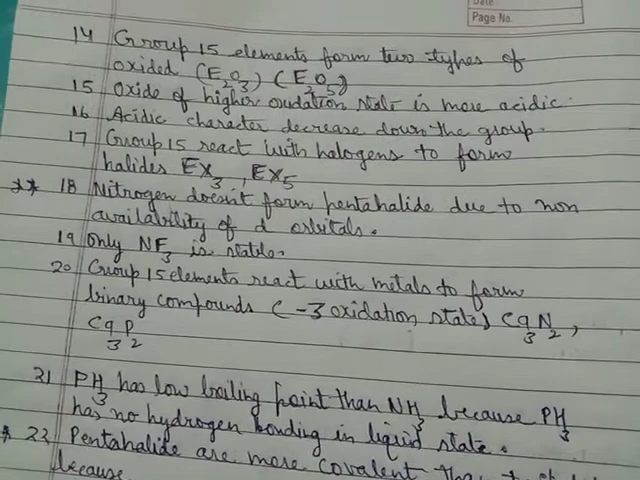 Date
Page No.
14 Group 15 elements form two types of
oxided (E₂O₃) (E₂O₅)
15 Oxide of higher oxidation state is more acidic.
16 Acidic character decrease down the group.
17 Group 15 react with halogens to form
halides EX₃, EX₅
** 18 Nitrogen doesn't form pentahalide due to non
availability of d orbitals.
19 Only NF₃ is stable.
20 Group 15 elements react with metals to form
binary compounds (-3 oxidation state) Ca₃N₂,
Ca₃P₂
21 PH₃ has low boiling point than NH₃ because PH₃
has no hydrogen bonding in liquid state.
* 22 Pentahalide are more covalent than
because